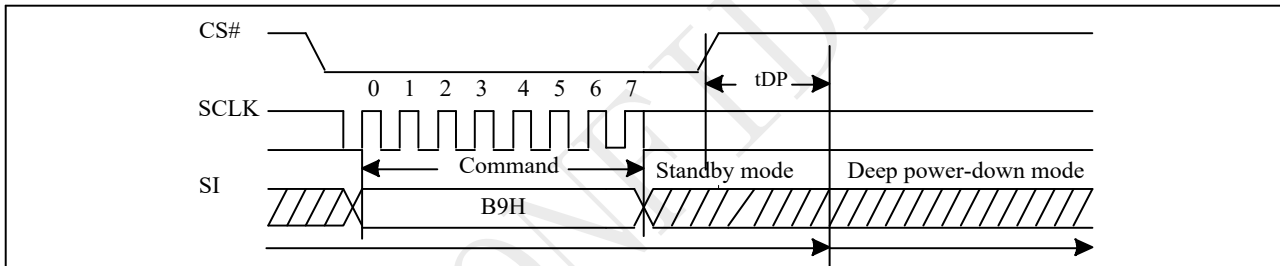 CS#
tDP
0 1 2 3 4 5 6 7
SCLK
Command
Standby mode
Deep power-down mode
SI
B9H